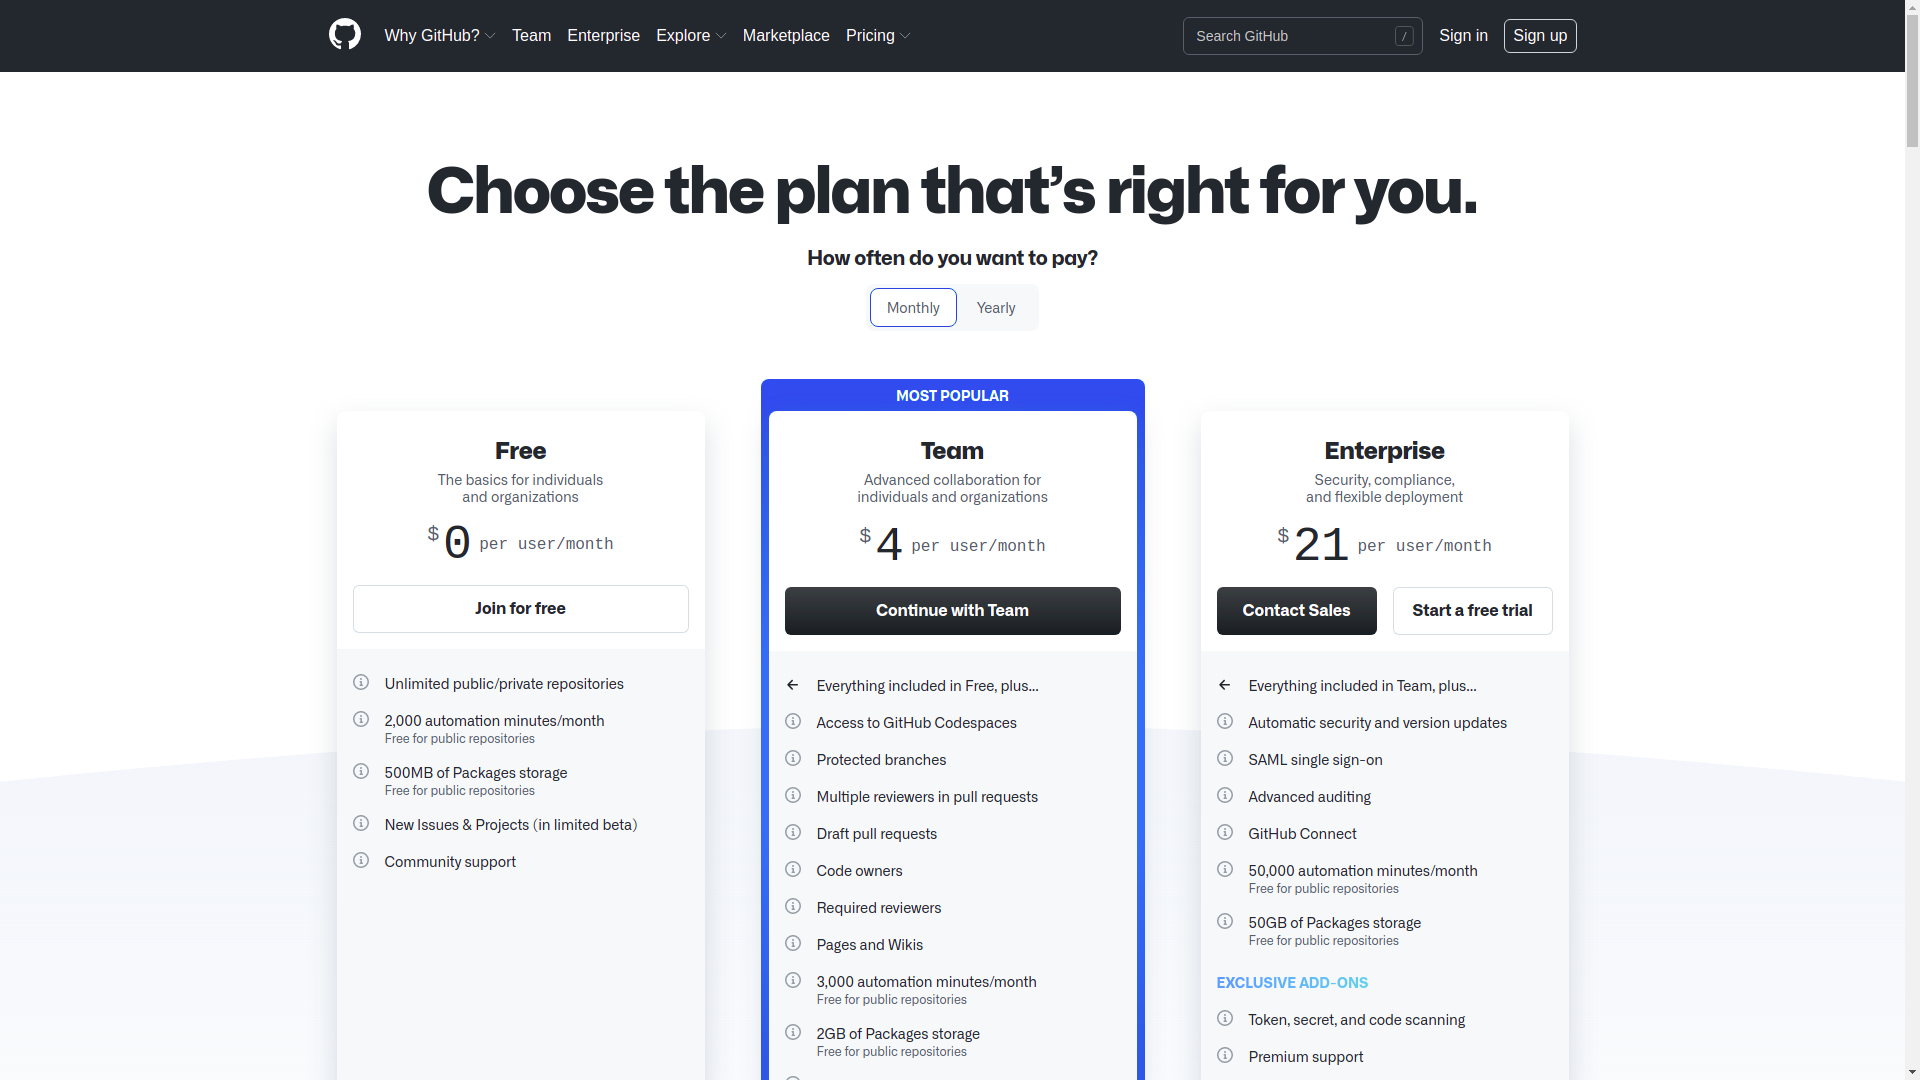 Why GitHub? Team Enterprise Explore Marketplace Pricing Search GitHub / Sign in Sign up
Choose the plan that’s right for you.
How often do you want to pay?
Monthly Yearly
MOST POPULAR
Free
The basics for individuals
and organizations
$ 0 per user/month
Join for free
Unlimited public/private repositories
2,000 automation minutes/month
Free for public repositories
500MB of Packages storage
Free for public repositories
New Issues & Projects (in limited beta)
Community support
Team
Advanced collaboration for
individuals and organizations
$ 4 per user/month
Continue with Team
Everything included in Free, plus...
Access to GitHub Codespaces
Protected branches
Multiple reviewers in pull requests
Draft pull requests
Code owners
Required reviewers
Pages and Wikis
3,000 automation minutes/month
Free for public repositories
2GB of Packages storage
Free for public repositories
Enterprise
Security, compliance,
and flexible deployment
$ 21 per user/month
Contact Sales Start a free trial
Everything included in Team, plus...
Automatic security and version updates
SAML single sign-on
Advanced auditing
GitHub Connect
50,000 automation minutes/month
Free for public repositories
50GB of Packages storage
Free for public repositories
EXCLUSIVE ADD-ONS
Token, secret, and code scanning
Premium support